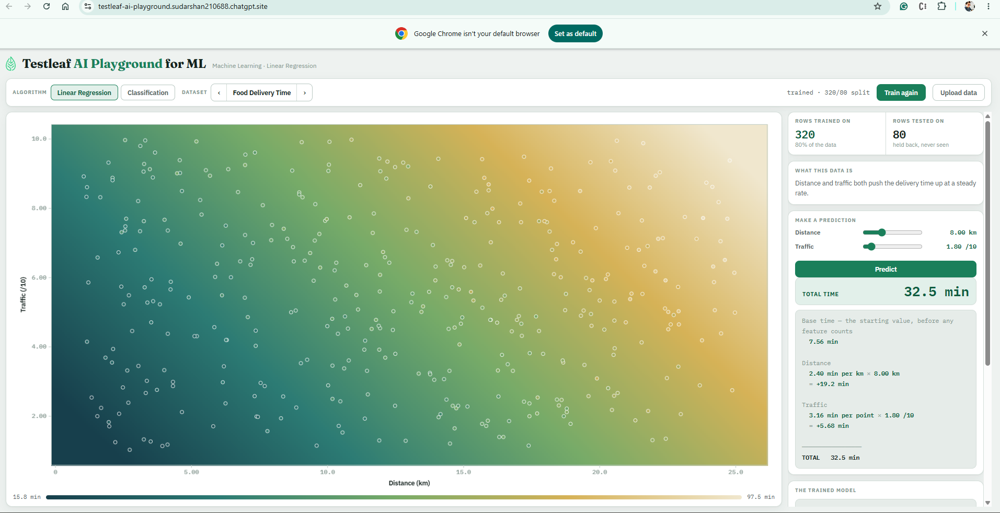 testleaf-ai-playground.sudarshan210688.chatgpt.site
Google Chrome isn't your default browser
Set as default
Testleaf AI Playground for ML
Machine Learning · Linear Regression
ALGORITHM
Linear Regression
Classification
DATASET
‹
Food Delivery Time
›
trained · 320/80 split
Train again
Upload data
10.0
8.00
6.00
4.00
2.00
Traffic (/10)
0
5.00
10.0
15.0
20.0
25.0
Distance (km)
15.8 min
97.5 min
ROWS TRAINED ON
320
80% of the data
ROWS TESTED ON
80
held back, never seen
WHAT THIS DATA IS
Distance and traffic both push the delivery time up at a steady
rate.
MAKE A PREDICTION
Distance
8.00 km
Traffic
1.80 /10
Predict
TOTAL TIME
32.5 min
Base time — the starting value, before any
feature counts
7.56 min
Distance
2.40 min per km × 8.00 km
= +19.2 min
Traffic
3.16 min per point × 1.80 /10
= +5.68 min
TOTAL 32.5 min
THE TRAINED MODEL